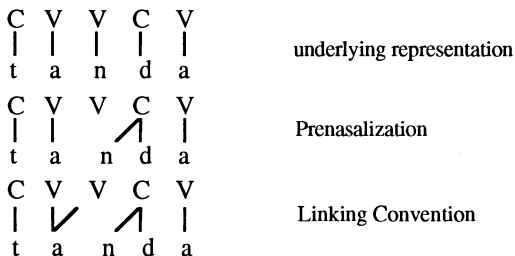 C V V C V
t a n d a
underlying representation
C V V C V
t a n d a
Prenasalization
C V V C V
t a n d a
Linking Convention